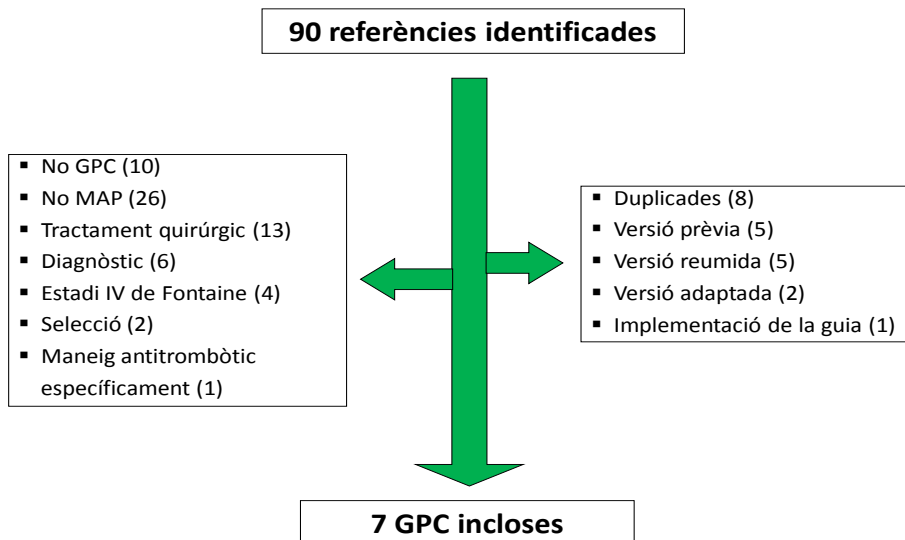 90 referències identificades
▪ No GPC (10)
▪ No MAP (26)
▪ Tractament quirúrgic (13)
▪ Diagnòstic (6)
▪ Estadi IV de Fontaine (4)
▪ Selecció (2)
▪ Maneig antitrombòtic
específicament (1)
▪ Duplicades (8)
▪ Versió prèvia (5)
▪ Versió reumida (5)
▪ Versió adaptada (2)
▪ Implementació de la guia (1)
7 GPC incloses